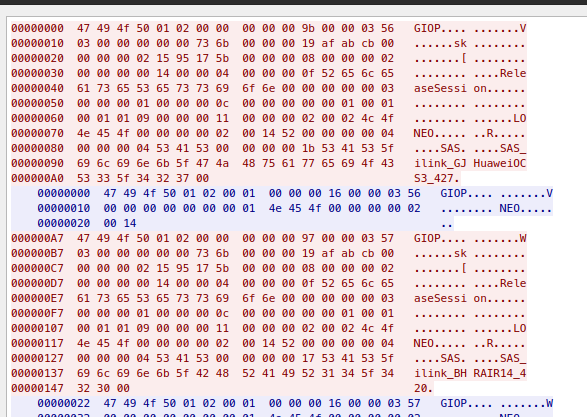 00000000 47 49 4f 50 01 02 00 00 00 00 00 9b 00 00 03 56 GIOP.... .......V
00000010 03 00 00 00 00 00 73 6b 00 00 00 19 af ab cb 00 ......sk ........
00000020 00 00 00 02 15 95 17 5b 00 00 00 08 00 00 00 02 .......[ ........
00000030 00 00 00 00 14 00 00 04 00 00 00 0f 52 65 6c 65 ........ ....Rele
00000040 61 73 65 53 65 73 73 69 6f 6e 00 00 00 00 00 03 aseSessi on......
00000050 00 00 00 01 00 00 00 0c 00 00 00 00 01 00 01 ........ ........
00000060 00 01 01 09 00 00 00 11 00 00 00 02 00 02 4c 4f ........ ......LO
00000070 4e 45 4f 00 00 00 00 02 00 14 52 00 00 00 00 04 NEO..... ..R.....
00000080 00 00 00 04 53 41 53 00 00 00 00 1b 53 41 53 5f ....SAS. ....SAS_
00000090 69 6c 69 6e 6b 5f 47 4a 48 75 61 77 65 69 4f 43 ilink_GJ HuaweiOC
000000A0 53 33 5f 34 32 37 00 S3_427.
00000000 47 49 4f 50 01 02 00 01 00 00 00 16 00 00 03 56 GIOP.... .......V
00000010 00 00 00 00 00 00 00 01 4e 45 4f 00 00 00 00 02 ........ NEO.....
00000020 00 14 ..
000000A7 47 49 4f 50 01 02 00 00 00 00 00 97 00 00 03 57 GIOP.... .......W
000000B7 03 00 00 00 00 00 73 6b 00 00 00 19 af ab cb 00 ......sk ........
000000C7 00 00 00 02 15 95 17 5b 00 00 00 08 00 00 00 02 .......[ ........
000000D7 00 00 00 00 14 00 00 04 00 00 00 0f 52 65 6c 65 ........ ....Rele
000000E7 61 73 65 53 65 73 73 69 6f 6e 00 00 00 00 00 03 aseSessi on......
000000F7 00 00 00 01 00 00 00 0c 00 00 00 00 01 00 01 ........ ........
00000107 00 01 01 09 00 00 00 11 00 00 00 02 00 02 4c 4f ........ ......LO
00000117 4e 45 4f 00 00 00 00 02 00 14 52 00 00 00 00 04 NEO..... ..R.....
00000127 00 00 00 04 53 41 53 00 00 00 00 17 53 41 53 5f ....SAS. ....SAS_
00000137 69 6c 69 6e 6b 5f 42 48 52 41 49 52 31 34 5f 34 ilink_BH RAIR14_4
00000147 32 30 00 20.
00000022 47 49 4f 50 01 02 00 01 00 00 00 16 00 00 03 57 GIOP.... .......W